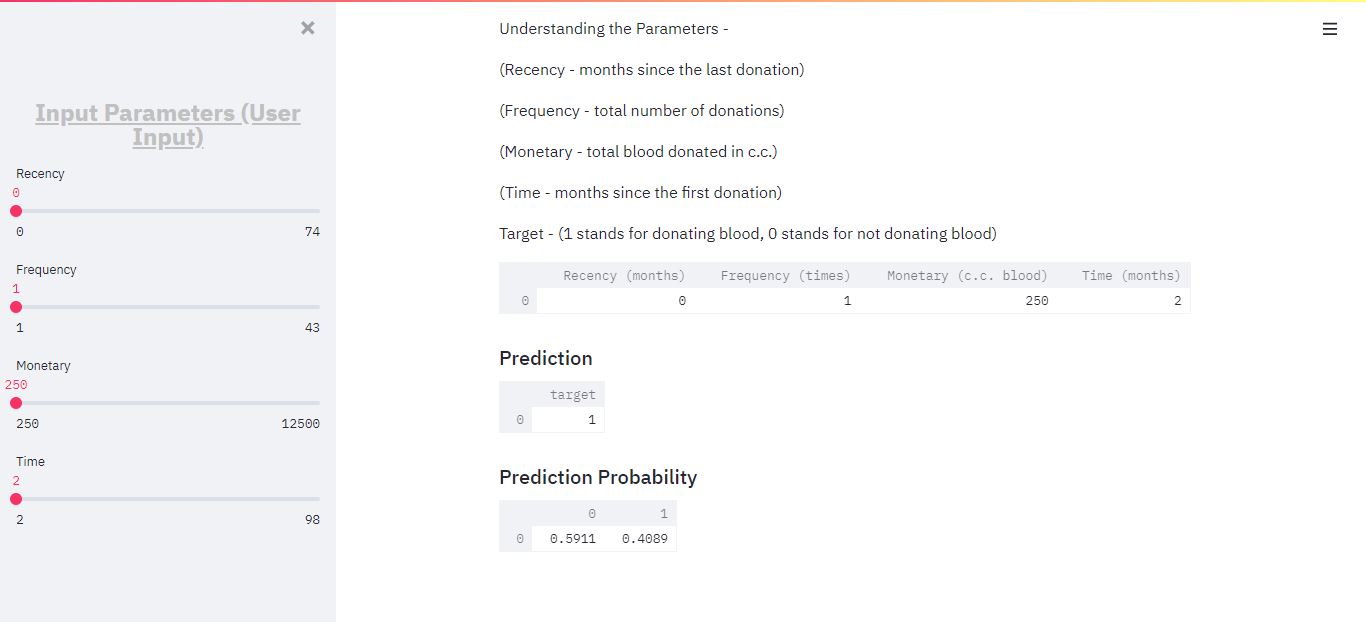 Input Parameters (User
Input)
Recency
0
0 74
Frequency
1
1 43
Monetary
250
250 12500
Time
2
2 98
Understanding the Parameters -
(Recency - months since the last donation)
(Frequency - total number of donations)
(Monetary - total blood donated in c.c.)
(Time - months since the first donation)
Target - (1 stands for donating blood, 0 stands for not donating blood)
Recency (months) Frequency (times) Monetary (c.c. blood) Time (months)
0 0 1 250 2
Prediction
target
0 1
Prediction Probability
0 1
0 0.5911 0.4089